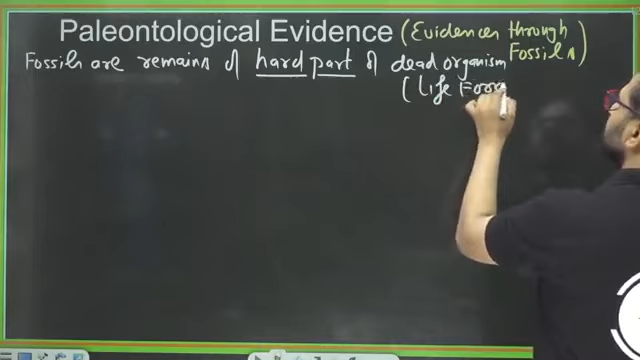 Paleontological Evidence (Evidences through
Fossils)
Fossils are remains of hard part of dead organism
(Life Form